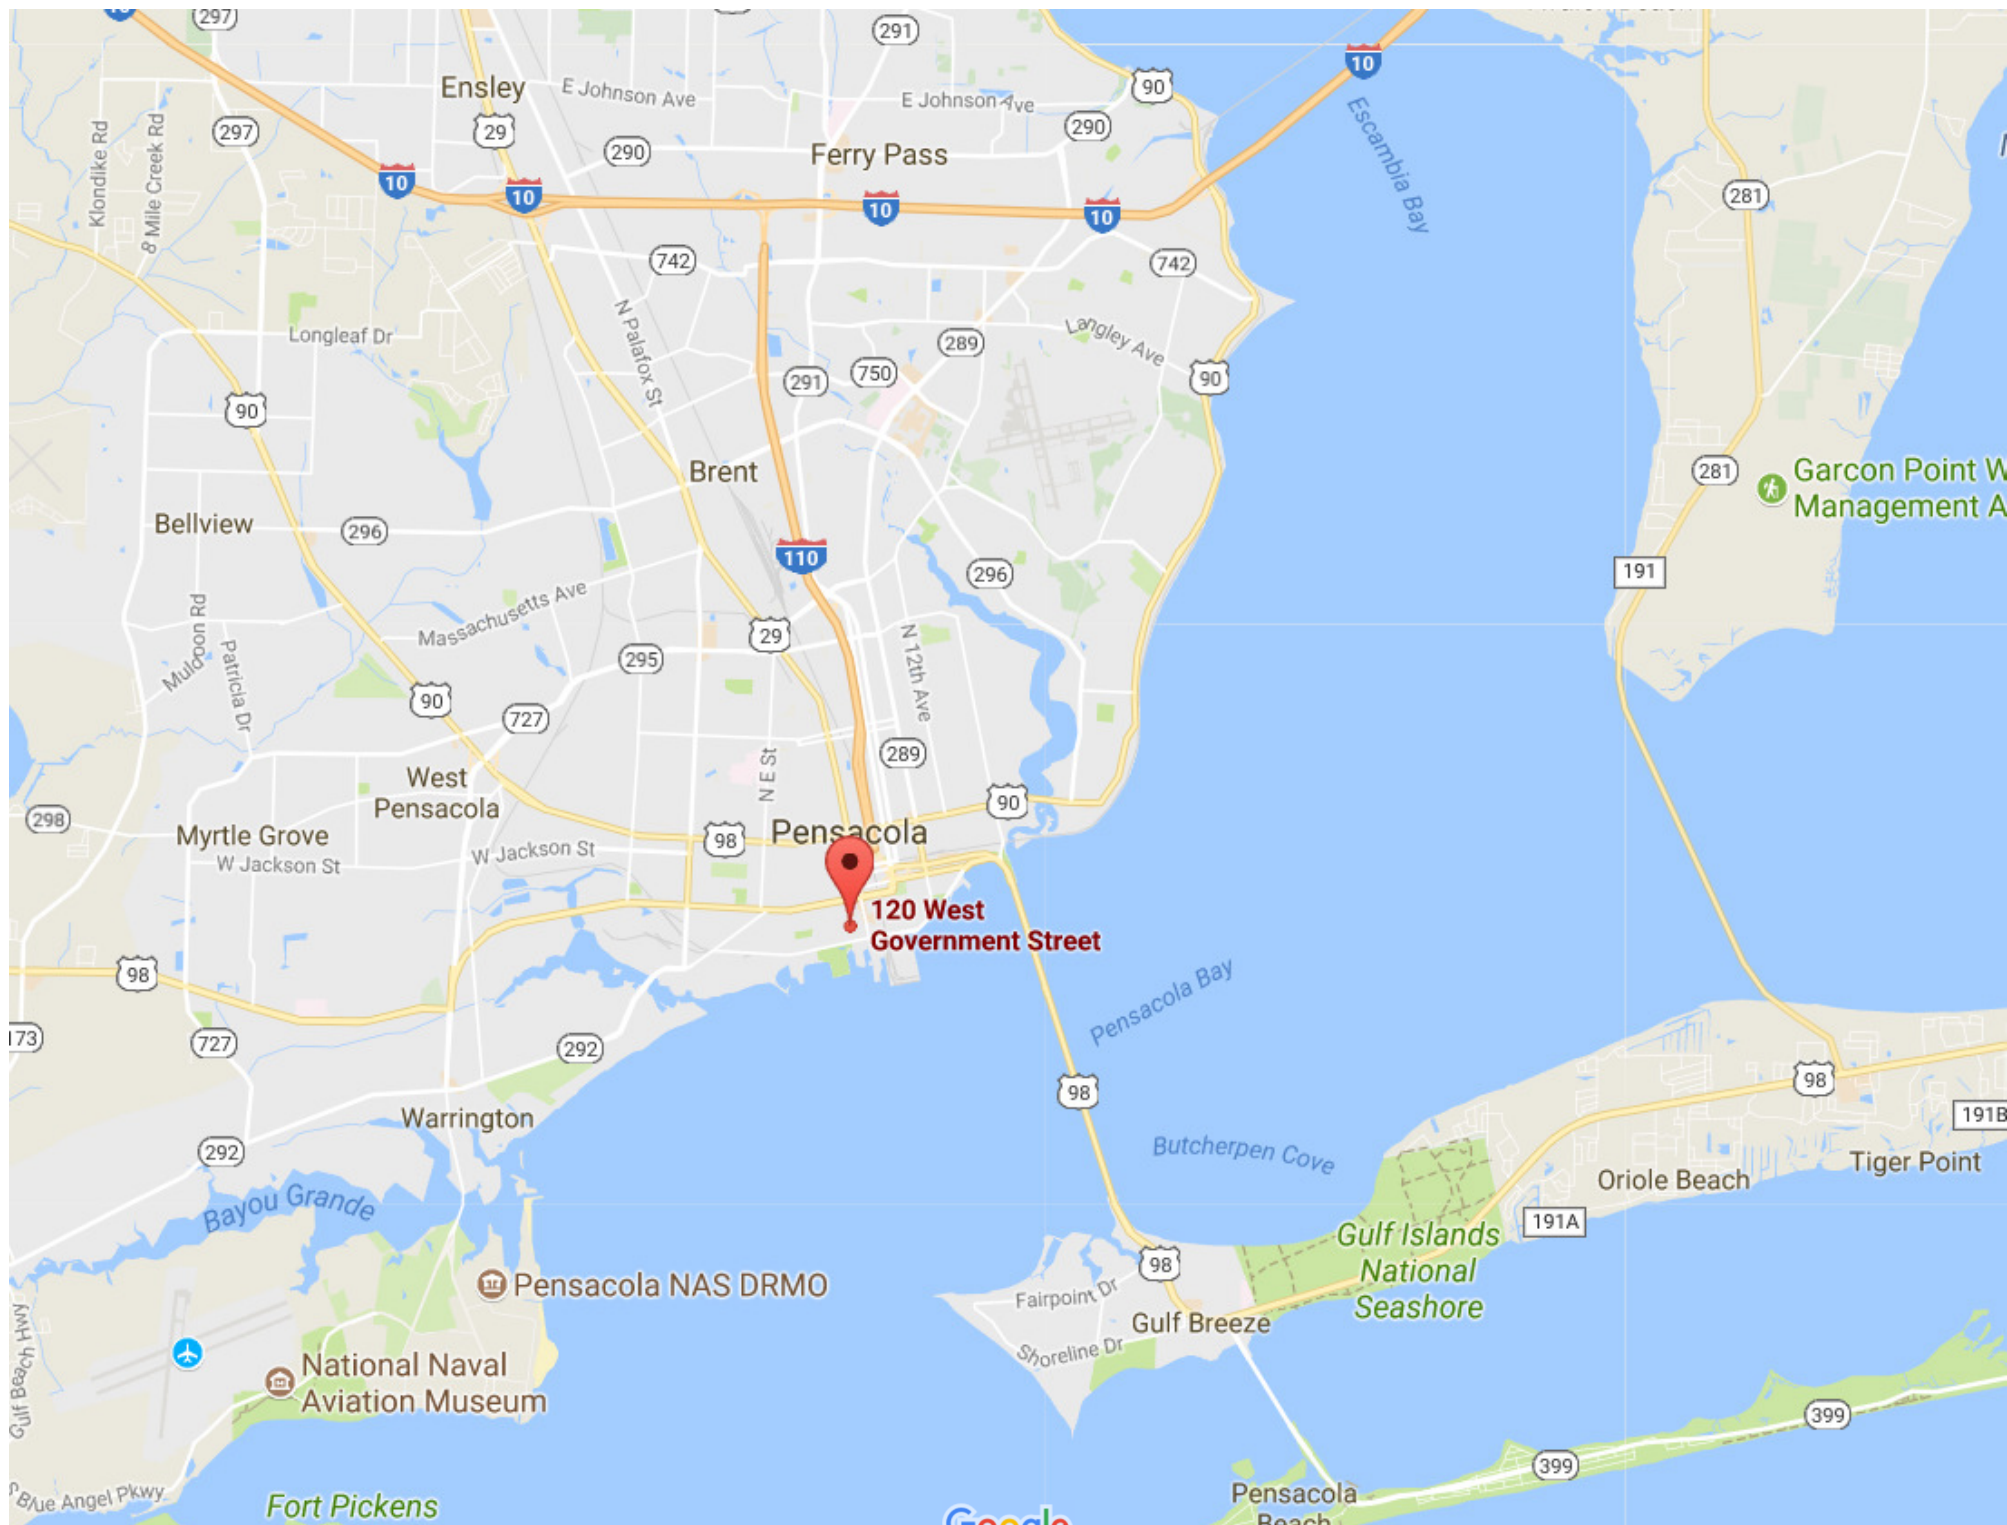 297
291
10
Ensley
E Johnson Ave
E Johnson Ave
90
Escambia Bay
297
29
290
290
Klondike Rd
8 Mile Creek Rd
Ferry Pass
10
10
10
10
281
742
742
N Palafox St
Longleaf Dr
289
Langley Ave
291
750
90
90
Brent
281
Garcon Point W
Management A
Bellview
296
110
296
191
Massachusetts Ave
Muldoon Rd
Patricia Dr
29
295
N 12th Ave
90
727
289
N E St
West
Pensacola
90
298
Myrtle Grove
98
Pensacola
W Jackson St
W Jackson St
120 West
Government Street
98
Pensacola Bay
173
727
292
98
98
Warrington
191B
292
Butcherpen Cove
Tiger Point
Oriole Beach
Bayou Grande
191A
Gulf Islands
National
Seashore
98
Pensacola NAS DRMO
Fairpoint Dr
Gulf Breeze
Shoreline Dr
Gulf Beach Hwy
National Naval
Aviation Museum
399
399
S Blue Angel Pkwy
Fort Pickens
Pensacola
Beach
Google